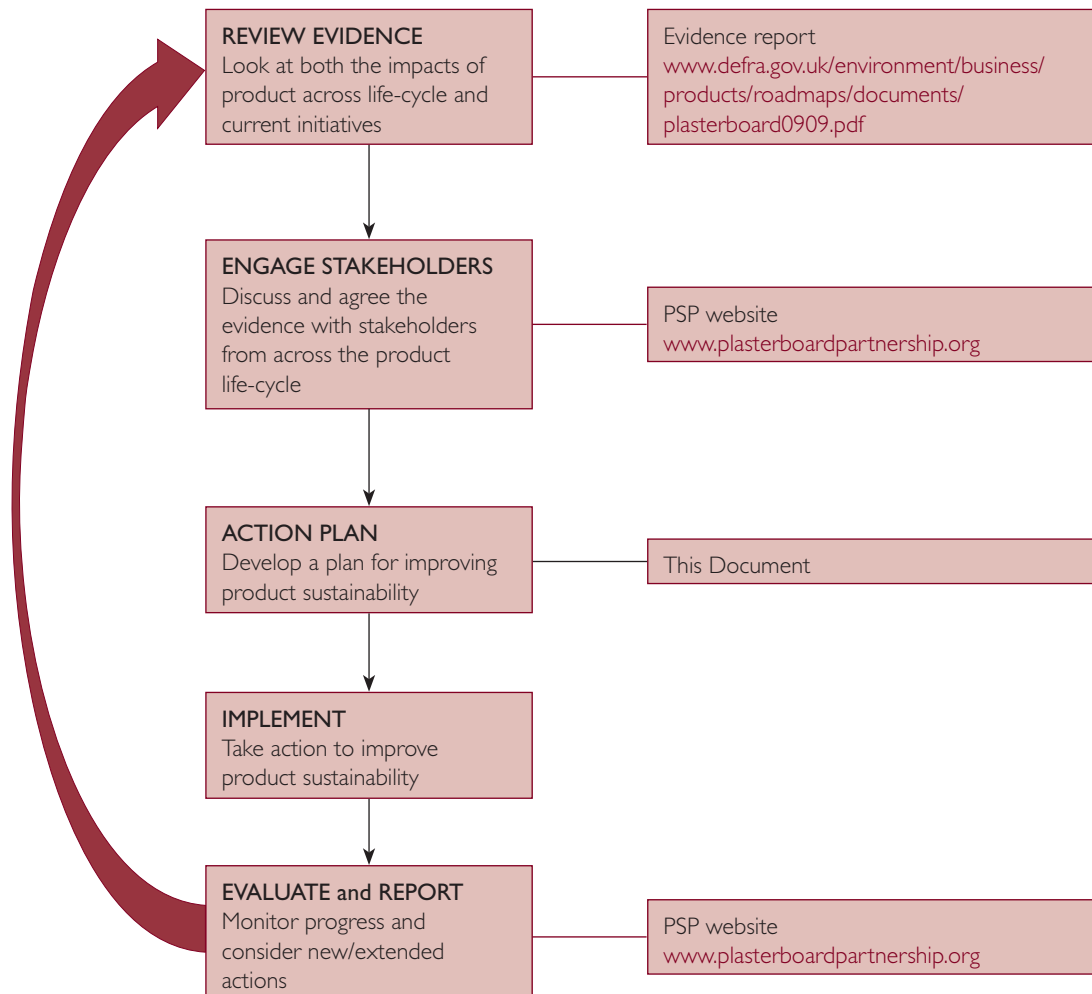 REVIEW EVIDENCE
Look at both the impacts of
product across life-cycle and
current initiatives
Evidence report
www.defra.gov.uk/environment/business/
products/roadmaps/documents/
plasterboard0909.pdf
ENGAGE STAKEHOLDERS
Discuss and agree the
evidence with stakeholders
from across the product
life-cycle
PSP website
www.plasterboardpartnership.org
ACTION PLAN
Develop a plan for improving
product sustainability
This Document
IMPLEMENT
Take action to improve
product sustainability
EVALUATE and REPORT
Monitor progress and
consider new/extended
actions
PSP website
www.plasterboardpartnership.org